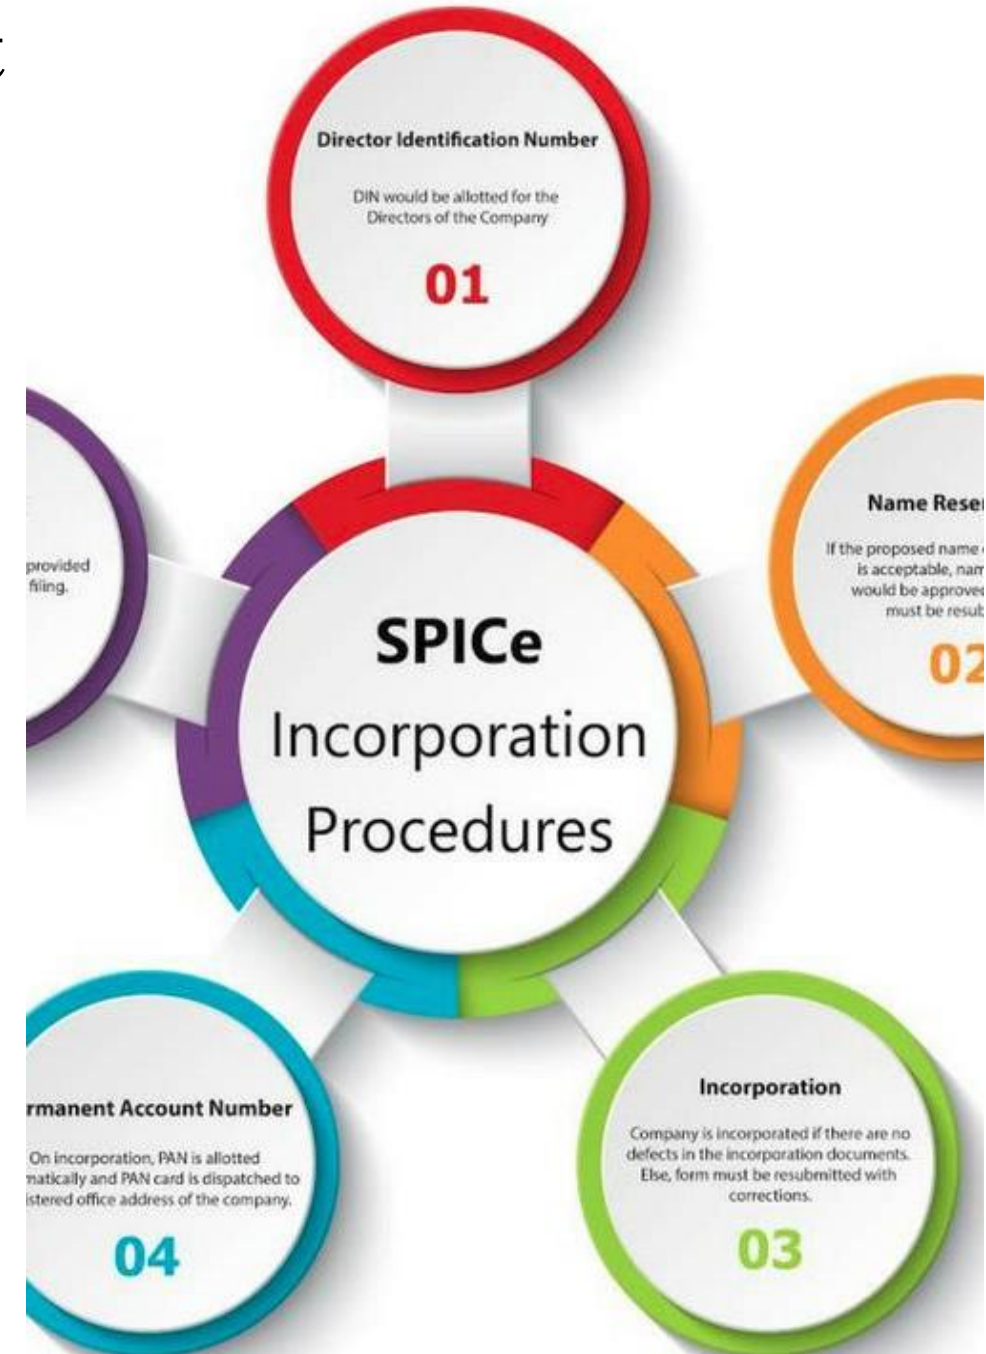 Director Identification Number
DIN would be allotted for the
Directors of the Company
01
Name Reser
If the proposed name
is acceptable, nam
would be approved
must be resub
02
provided
filing.
SPICe
Incorporation
Procedures
rmanent Account Number
On incorporation, PAN is allotted
matically and PAN card is dispatched to
istered office address of the company.
04
Incorporation
Company is incorporated if there are no
defects in the incorporation documents.
Else, form must be resubmitted with
corrections.
03